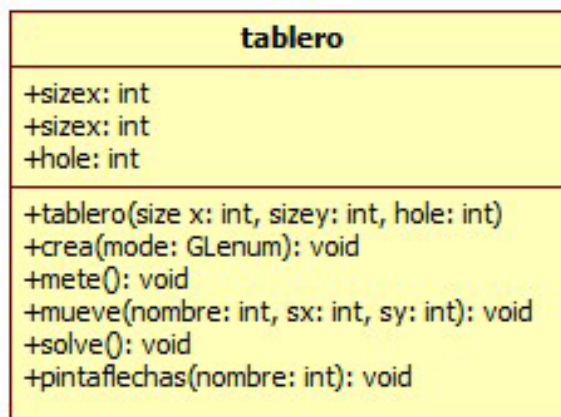 tablero
+sizex: int
+sizex: int
+hole: int
+tablero(size x: int, sizey: int, hole: int)
+crea(mode: GLenum): void
+mete(): void
+mueve(nombre: int, sx: int, sy: int): void
+solve(): void
+pintaflechas(nombre: int): void